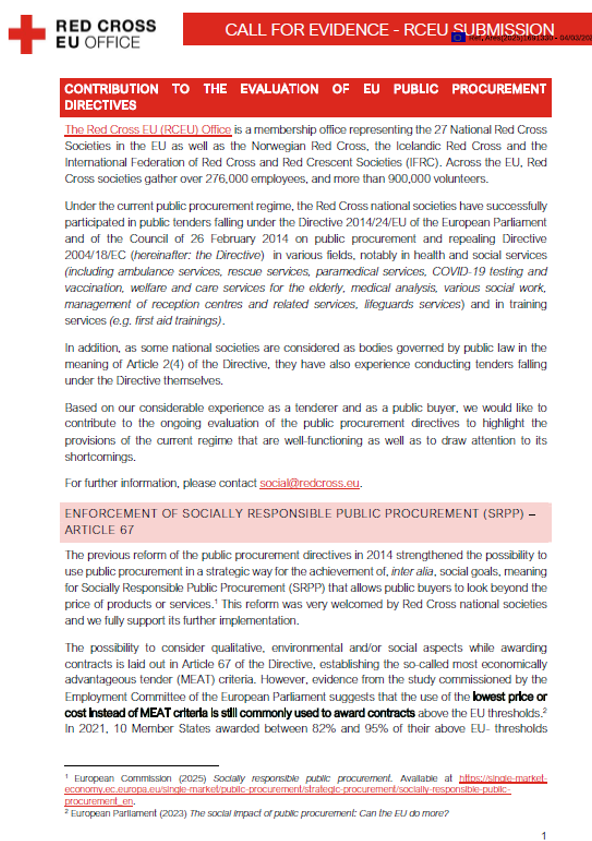 RED CROSS
EU OFFICE
CALL FOR EVIDENCE - RCEU SUBMISSION
Ref. Ares(2025)1691330 - 04/03/202
CONTRIBUTION TO THE EVALUATION OF EU PUBLIC PROCUREMENT
DIRECTIVES
The Red Cross EU (RCEU) Office is a membership office representing the 27 National Red Cross
Societies in the EU as well as the Norwegian Red Cross, the Icelandic Red Cross and the
International Federation of Red Cross and Red Crescent Societies (IFRC). Across the EU, Red
Cross societies gather over 276,000 employees, and more than 900,000 volunteers.
Under the current public procurement regime, the Red Cross national societies have successfully
participated in public tenders falling under the Directive 2014/24/EU of the European Parliament
and of the Council of 26 February 2014 on public procurement and repealing Directive
2004/18/EC (hereinafter: the Directive) in various fields, notably in health and social services
(including ambulance services, rescue services, paramedical services, COVID-19 testing and
vaccination, welfare and care services for the elderly, medical analysis, various social work,
management of reception centres and related services, lifeguards services) and in training
services (e.g. first aid trainings).
In addition, as some national societies are considered as bodies governed by public law in the
meaning of Article 2(4) of the Directive, they have also experience conducting tenders falling
under the Directive themselves.
Based on our considerable experience as a tenderer and as a public buyer, we would like to
contribute to the ongoing evaluation of the public procurement directives to highlight the
provisions of the current regime that are well-functioning as well as to draw attention to its
shortcomings.
For further information, please contact social@redcross.eu.
ENFORCEMENT OF SOCIALLY RESPONSIBLE PUBLIC PROCUREMENT (SRPP) –
ARTICLE 67
The previous reform of the public procurement directives in 2014 strengthened the possibility to
use public procurement in a strategic way for the achievement of, inter alia, social goals, meaning
for Socially Responsible Public Procurement (SRPP) that allows public buyers to look beyond the
price of products or services.¹ This reform was very welcomed by Red Cross national societies
and we fully support its further implementation.
The possibility to consider qualitative, environmental and/or social aspects while awarding
contracts is laid out in Article 67 of the Directive, establishing the so-called most economically
advantageous tender (MEAT) criteria. However, evidence from the study commissioned by the
Employment Committee of the European Parliament suggests that the use of the lowest price or
cost instead of MEAT criteria is still commonly used to award contracts above the EU thresholds.²
In 2021, 10 Member States awarded between 82% and 95% of their above EU- thresholds
¹ European Commission (2025) Socially responsible public procurement. Available at https://single-market-
economy.ec.europa.eu/single-market/public-procurement/strategic-procurement/socially-responsible-public-
procurement_en.
² European Parliament (2023) The social impact of public procurement: Can the EU do more?
1